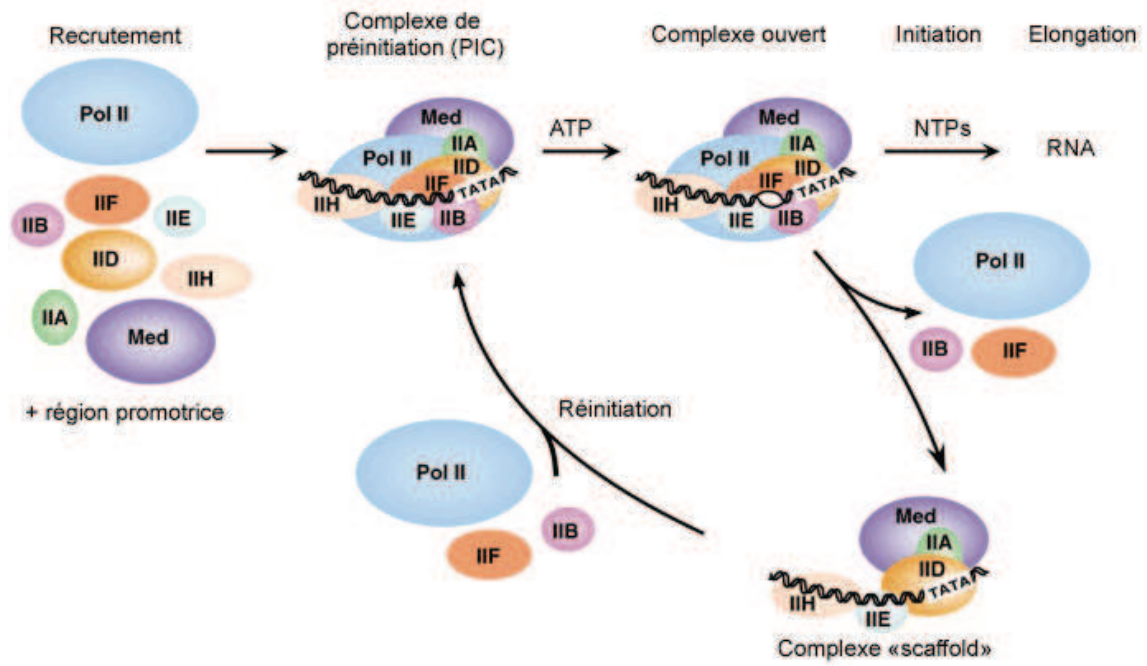 Recrutement
Complexe de
préinitiation (PIC)
Complexe ouvert
Initiation
Elongation
Pol II
IIF
IIB
IIE
IID
IIH
IIA
Med
+ région promotrice
Med
IIA
Pol II
IID
IIF
TATA
IIH
IIE
IIB
ATP
Med
IIA
Pol II
IID
IIF
TATA
IIH
IIE
IIB
NTPs
RNA
Pol II
IIB
IIF
Réinitiation
Pol II
IIB
IIF
Med
IIA
IID
TATA
IIH
IIE
Complexe «scaffold»